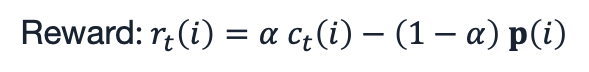 Reward: rₜ(i) = α cₜ(i) − (1 − α) p(i)